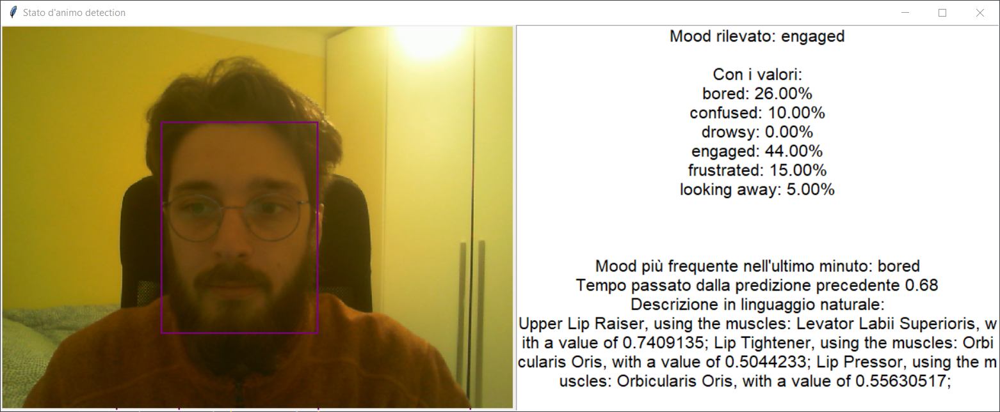 Stato d'animo detection
Mood rilevato: engaged
Con i valori:
bored: 26.00%
confused: 10.00%
drowsy: 0.00%
engaged: 44.00%
frustrated: 15.00%
looking away: 5.00%
Mood più frequente nell'ultimo minuto: bored
Tempo passato dalla predizione precedente 0.68
Descrizione in linguaggio naturale:
Upper Lip Raiser, using the muscles: Levator Labii Superioris, w
ith a value of 0.7409135; Lip Tightener, using the muscles: Orbi
cularis Oris, with a value of 0.5044233; Lip Pressor, using the m
uscles: Orbicularis Oris, with a value of 0.55630517;